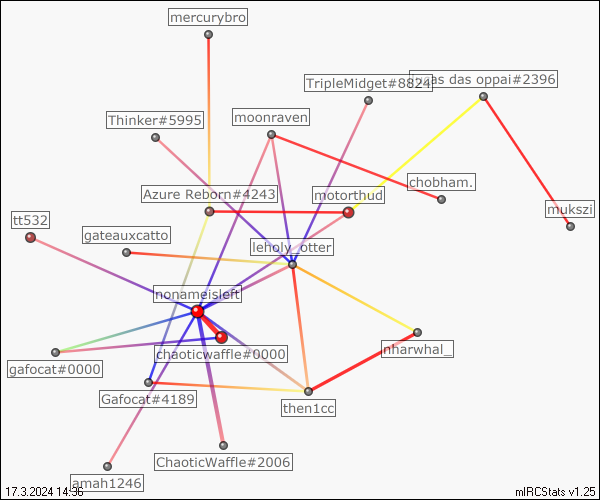 mercurybro
TripleMidget#8824
das oppai#2396
Thinker#5995
moonraven
Azure Reborn#4243
motorthud
chobham.
mukszi
tt532
gateauxcatto
leholy_otter
nonameisleft
chaoticwaffle#0000
nharwhal_
gafocat#0000
Gafocat#4189
then1cc
ChaoticWaffle#2006
amah1246
17.3.2024 14:36
mIRCStats v1.25